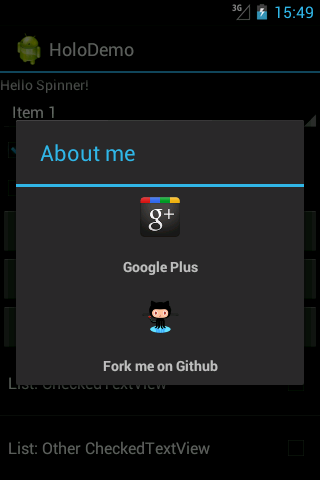 3G
15:49
HoloDemo
Hello Spinner!
Item 1
About me
g+
Google Plus
Fork me on Github
List: CheckedTextView
List: Other CheckedTextView